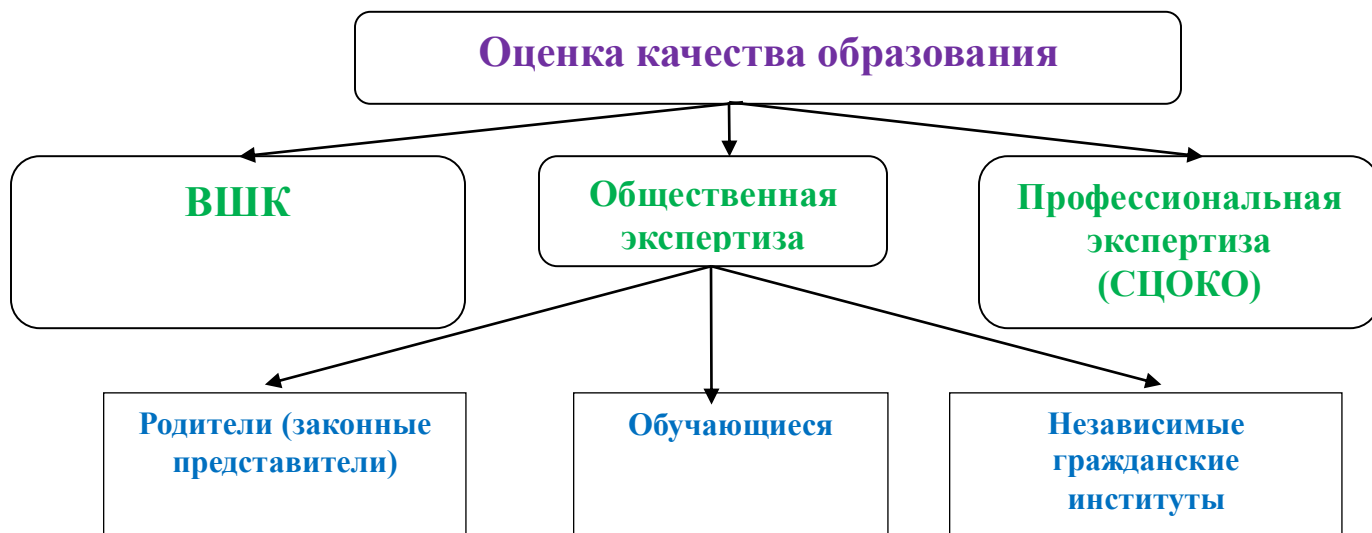 Оценка качества образования
ВШК
Общественная
экспертиза
Профессиональная
экспертиза
(СЦОКО)
Родители (законные
представители)
Обучающиеся
Независимые
гражданские
институты